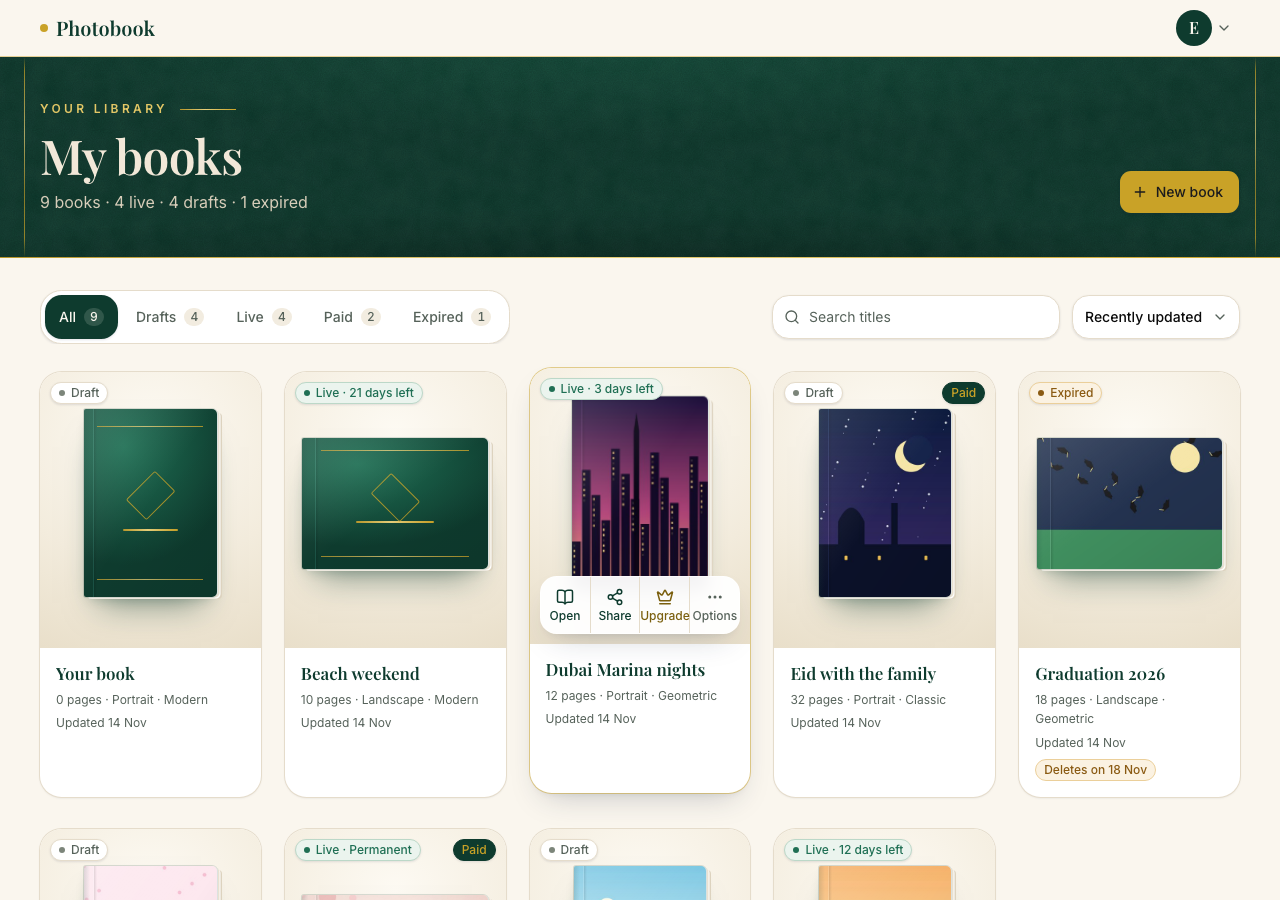 Photobook
E
YOUR LIBRARY
My books
9 books · 4 live · 4 drafts · 1 expired
New book
All 9
Drafts 4
Live 4
Paid 2
Expired 1
Search titles
Recently updated
Draft
Live · 21 days left
Live · 3 days left
Draft
Paid
Expired
Open
Share
Upgrade
Options
Your book
0 pages · Portrait · Modern
Updated 14 Nov
Beach weekend
10 pages · Landscape · Modern
Updated 14 Nov
Dubai Marina nights
12 pages · Portrait · Geometric
Updated 14 Nov
Eid with the family
32 pages · Portrait · Classic
Updated 14 Nov
Graduation 2026
18 pages · Landscape ·
Geometric
Updated 14 Nov
Deletes on 18 Nov
Draft
Live · Permanent
Paid
Draft
Live · 12 days left